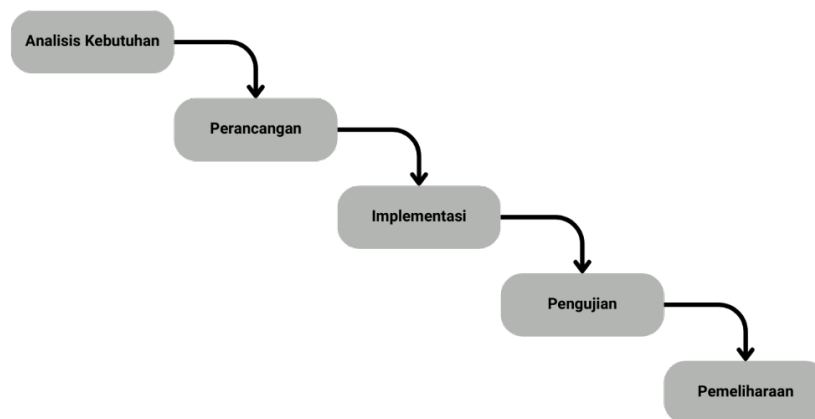 Analisis Kebutuhan
Perancangan
Implementasi
Pengujian
Pemeliharaan